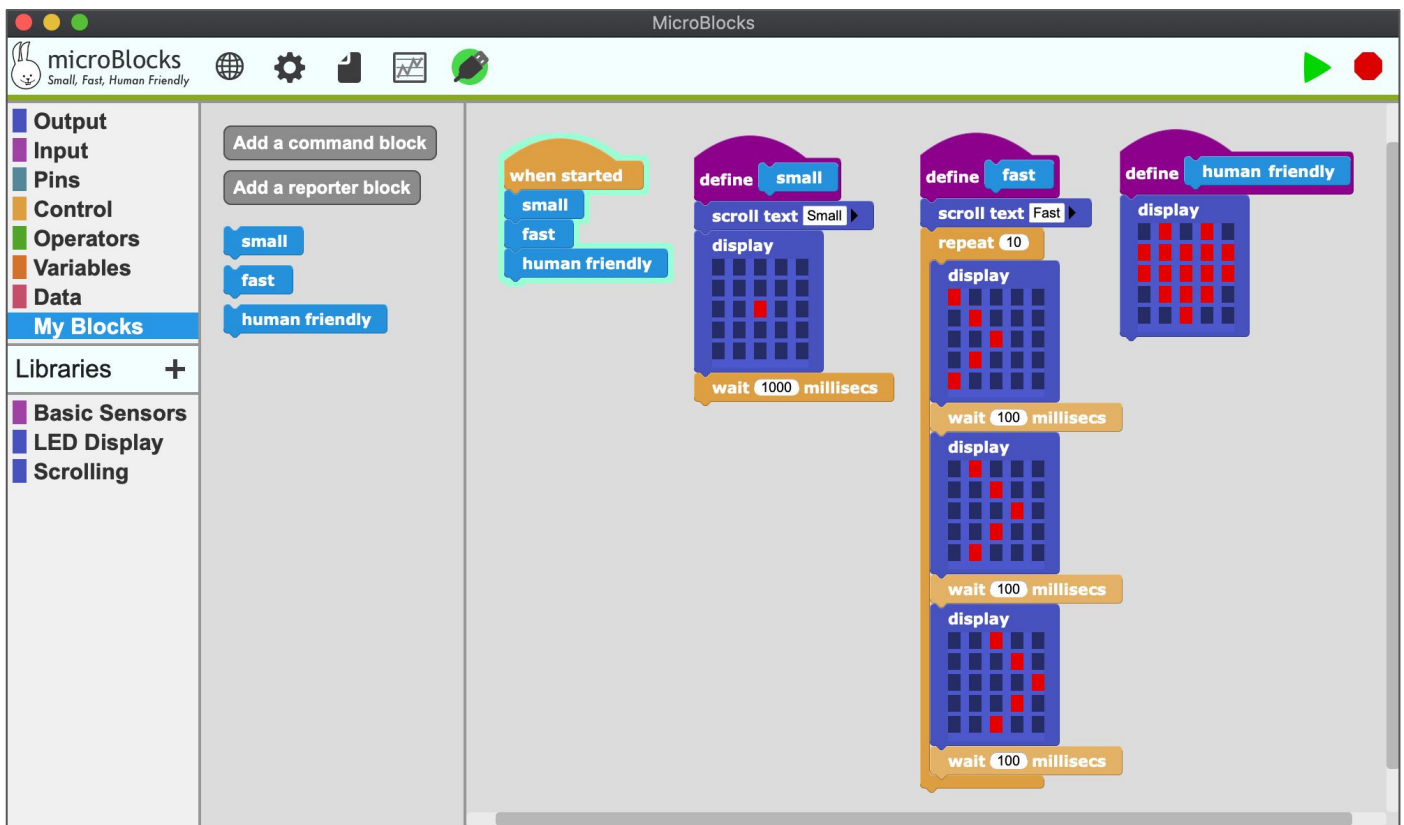 MicroBlocks
microBlocks
Small, Fast, Human Friendly
Output
Input
Pins
Control
Operators
Variables
Data
My Blocks
Libraries +
Basic Sensors
LED Display
Scrolling
Add a command block
Add a reporter block
small
fast
human friendly
when started
small
fast
human friendly
define small
scroll text Small
display
wait 1000 millisecs
define fast
scroll text Fast
repeat 10
display
wait 100 millisecs
display
wait 100 millisecs
display
wait 100 millisecs
define human friendly
display